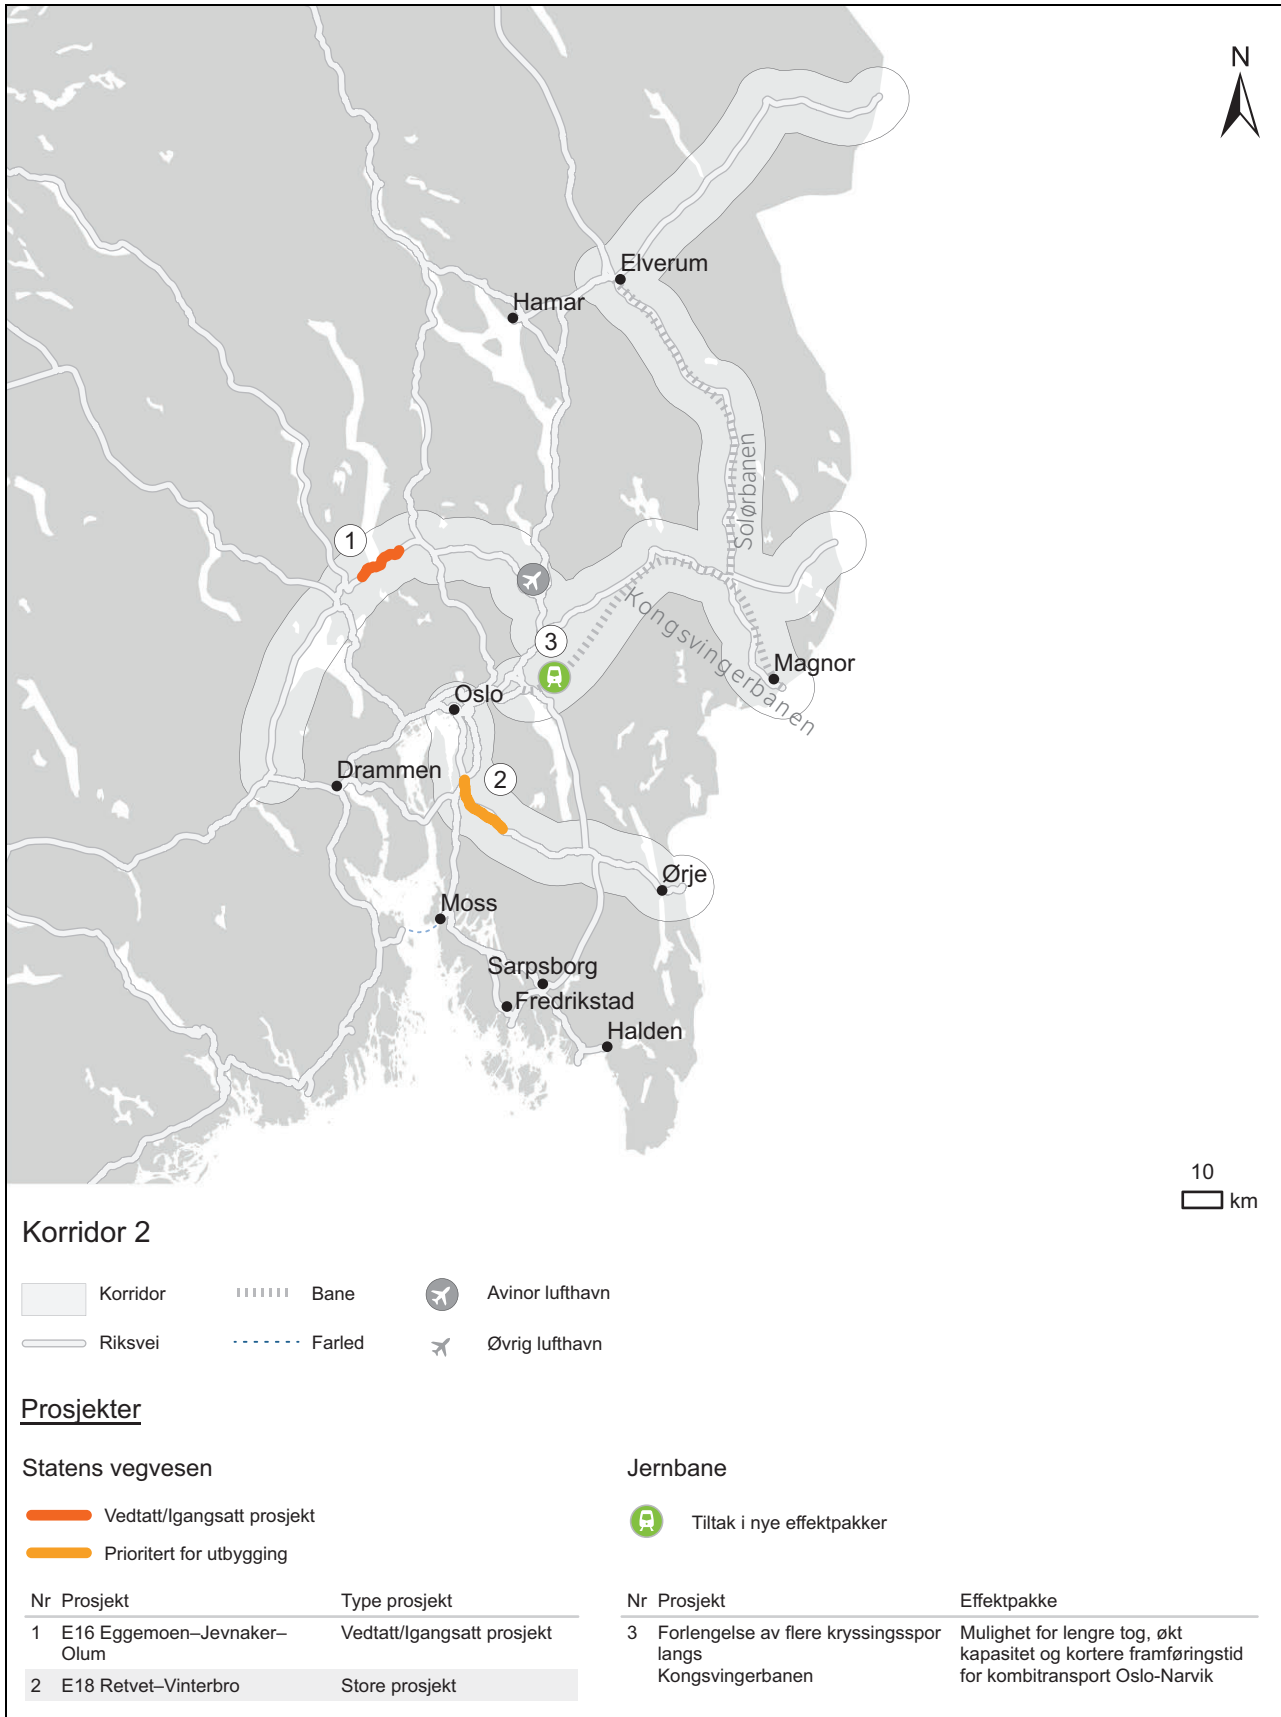 N
Elverum
Hamar
Solørbanen
1
3
Kongsvingerbanen
Magnor
Oslo
Drammen
2
Ørje
Moss
Sarpsborg
Fredrikstad
Halden
10
km
Korridor 2
Korridor
Bane
Avinor lufthavn
Riksvei
Farled
Øvrig lufthavn
Prosjekter
Statens vegvesen
Vedtatt/Igangsatt prosjekt
Prioritert for utbygging
Nr Prosjekt Type prosjekt
1 E16 Eggemoen–Jevnaker– Vedtatt/Igangsatt prosjekt
Olum
2 E18 Retvet–Vinterbro Store prosjekt
Jernbane
Tiltak i nye effektpakker
Nr Prosjekt Effektpakke
3 Forlengelse av flere kryssingsspor Mulighet for lengre tog, økt
langs kapasitet og kortere framføringstid
Kongsvingerbanen for kombitransport Oslo-Narvik